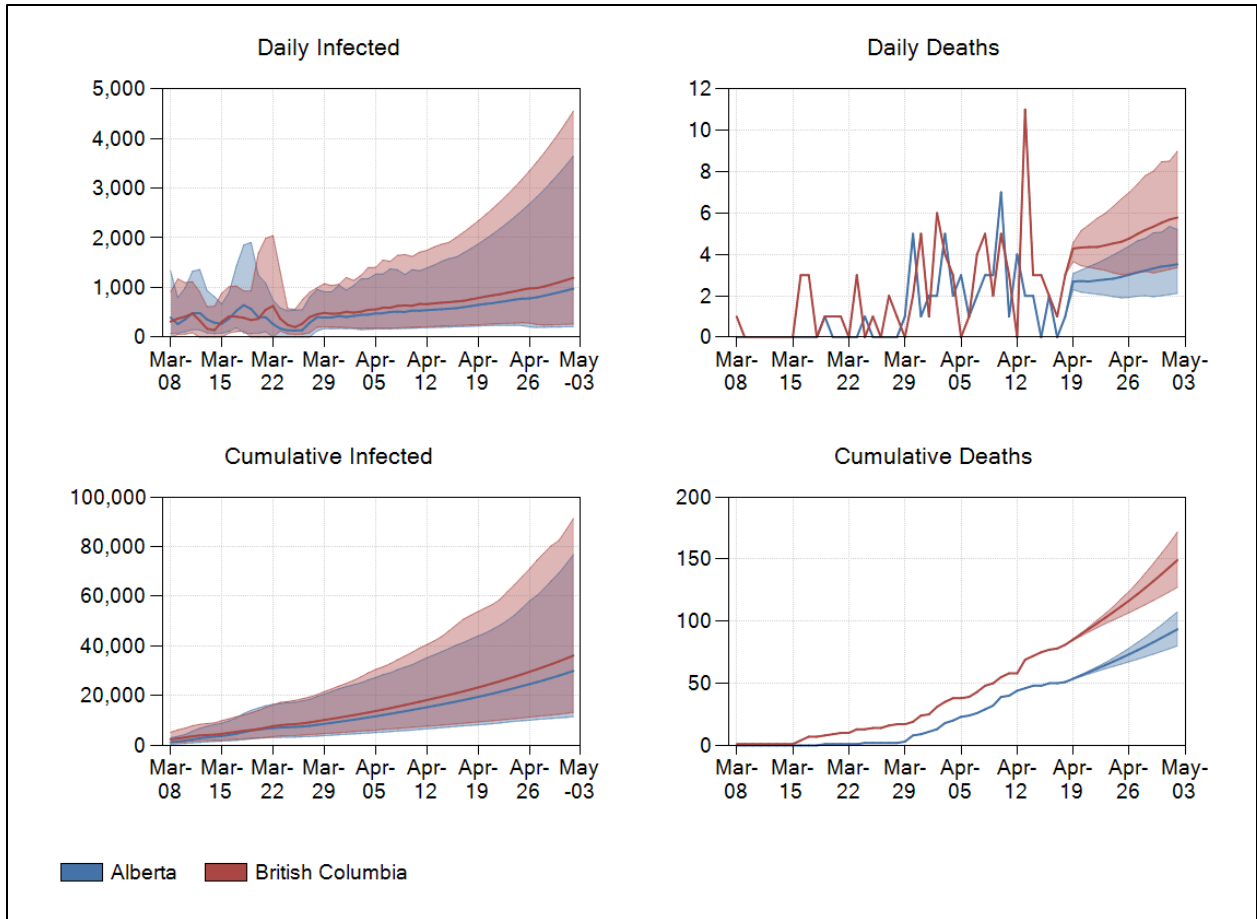 Daily Infected
5,000
4,000
3,000
2,000
1,000
0
Mar- Mar- Mar- Mar- Apr- Apr- Apr- Apr- May
08 15 22 29 05 12 19 26 -03
Daily Deaths
12
10
8
6
4
2
0
Mar- Mar- Mar- Mar- Apr- Apr- Apr- Apr- May-
08 15 22 29 05 12 19 26 03
Cumulative Infected
100,000
80,000
60,000
40,000
20,000
0
Mar- Mar- Mar- Mar- Apr- Apr- Apr- Apr- May
08 15 22 29 05 12 19 26 -03
Cumulative Deaths
200
150
100
50
0
Mar- Mar- Mar- Mar- Apr- Apr- Apr- Apr- May-
08 15 22 29 05 12 19 26 03
Alberta British Columbia